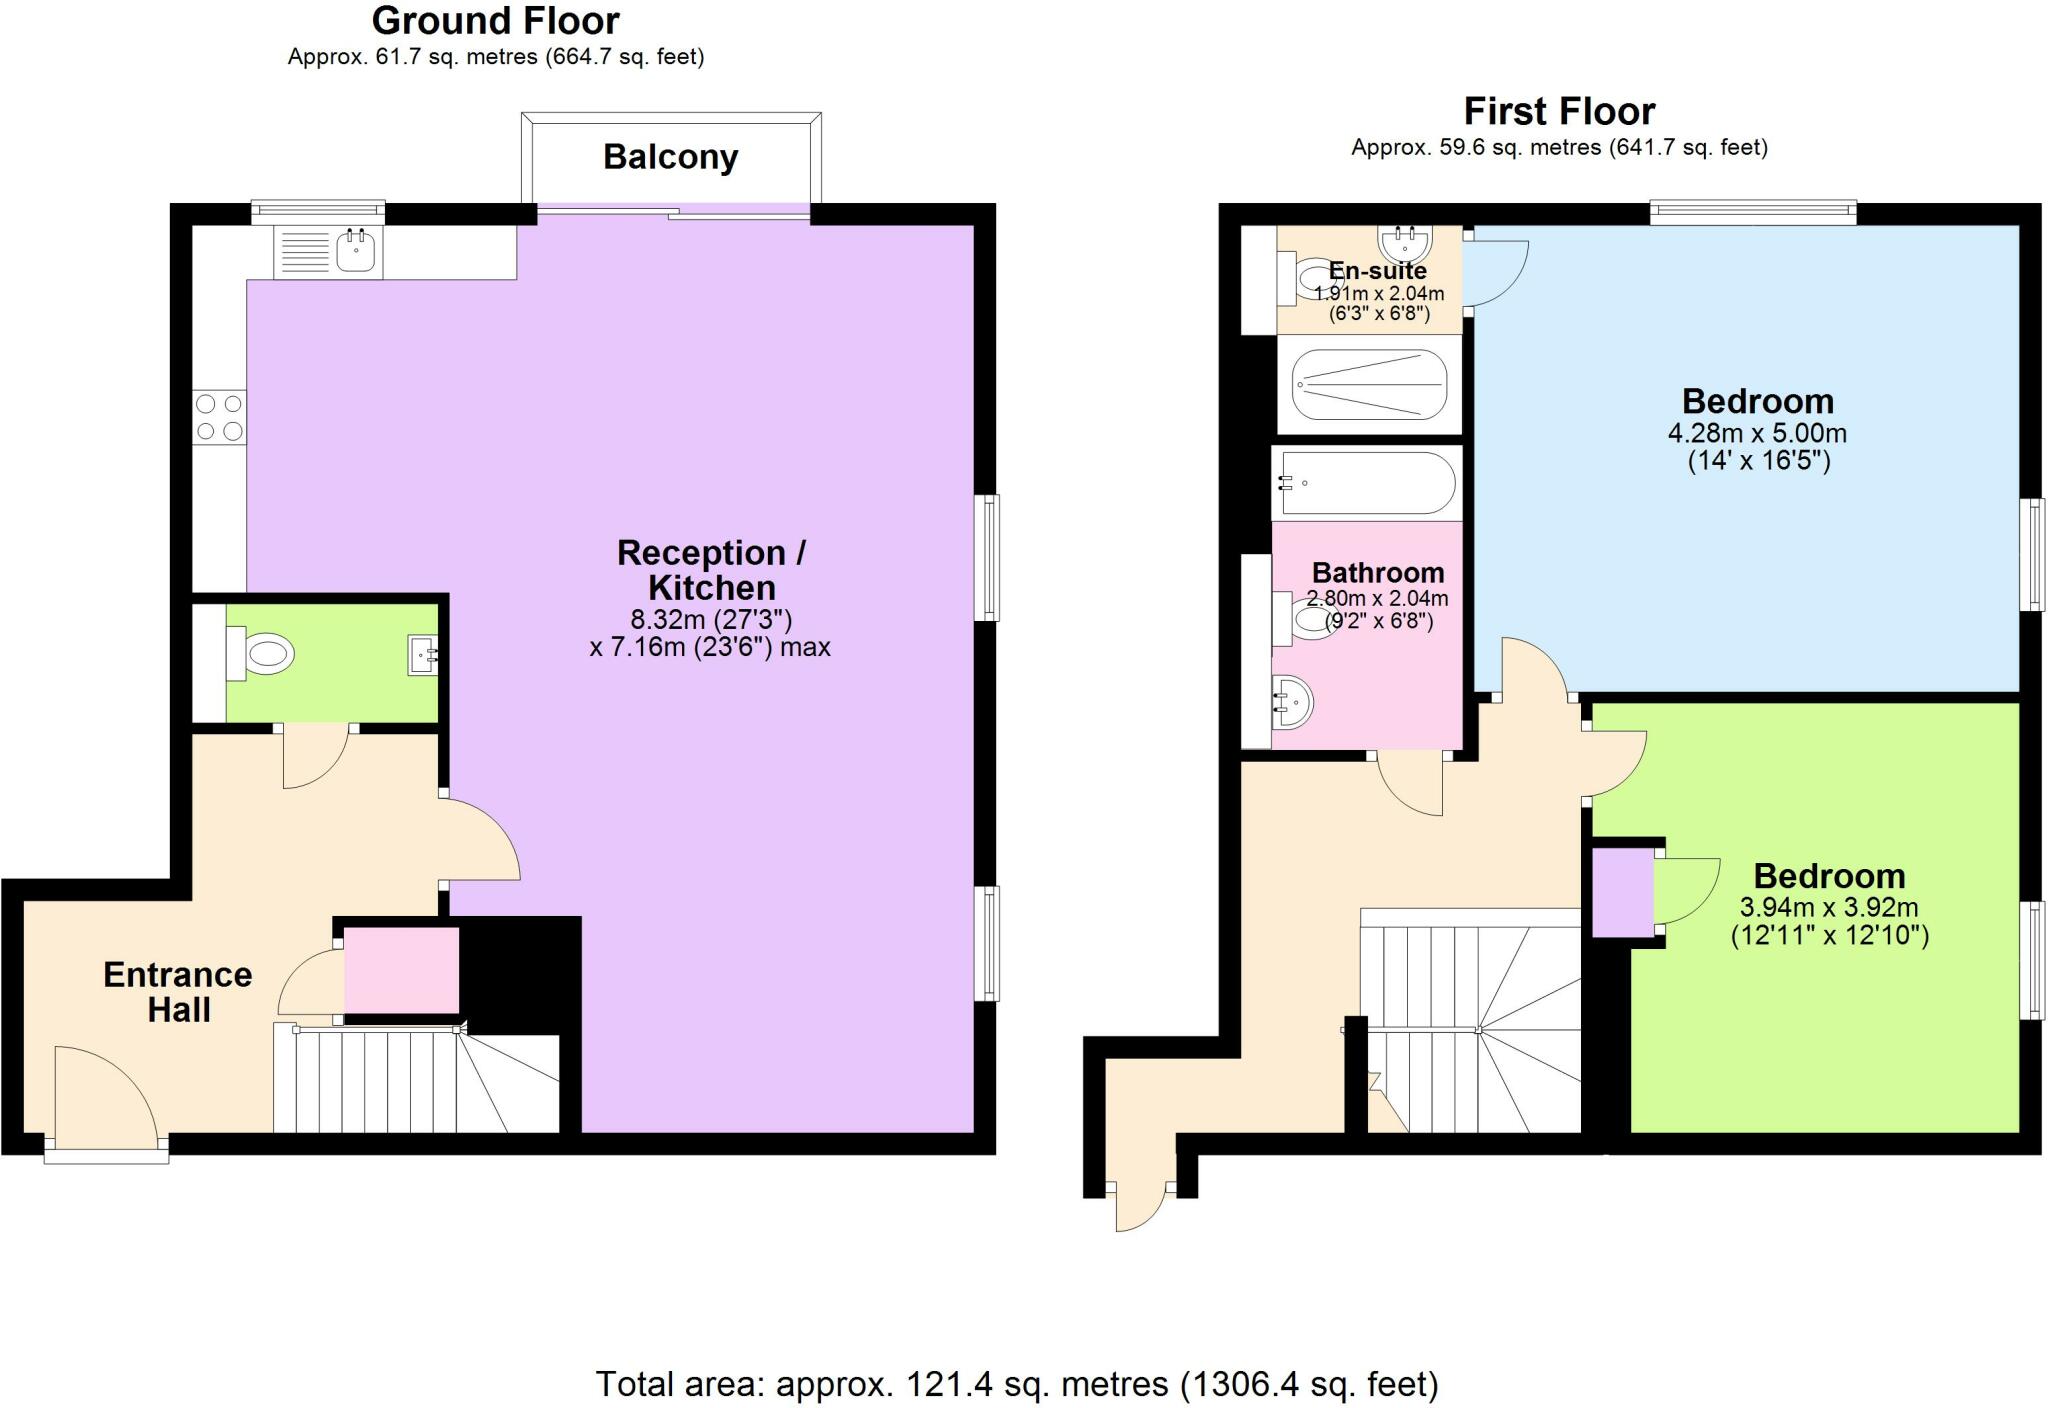 Ground Floor
Approx. 61.7 sq. metres (664.7 sq. feet)
Balcony
Reception /
Kitchen
8.32m (27'3")
x 7.16m (23'6") max
Entrance
Hall
First Floor
Approx. 59.6 sq. metres (641.7 sq. feet)
En-suite
1.91m x 2.04m
(6'3" x 6'8")
Bedroom
4.28m x 5.00m
(14' x 16'5")
Bathroom
2.80m x 2.04m
(9'2" x 6'8")
Bedroom
3.94m x 3.92m
(12'11" x 12'10")
Total area: approx. 121.4 sq. metres (1306.4 sq. feet)